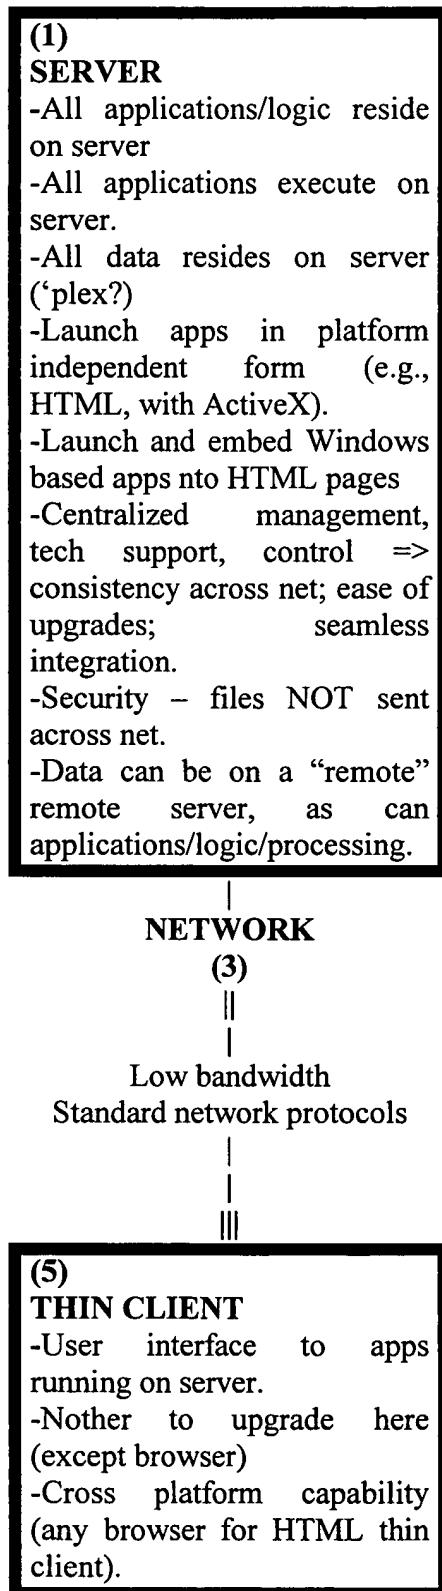 (1)
SERVER
-All applications/logic reside
on server
-All applications execute on
server.
-All data resides on server
(‘plex?)
-Launch apps in platform
independent form (e.g.,
HTML, with ActiveX).
-Launch and embed Windows
based apps nto HTML pages
-Centralized management,
tech support, control =>
consistency across net; ease of
upgrades; seamless
integration.
-Security – files NOT sent
across net.
-Data can be on a “remote”
remote server, as can
applications/logic/processing.
NETWORK
(3)
Low bandwidth
Standard network protocols
(5)
THIN CLIENT
-User interface to apps
running on server.
-Nother to upgrade here
(except browser)
-Cross platform capability
(any browser for HTML thin
client).